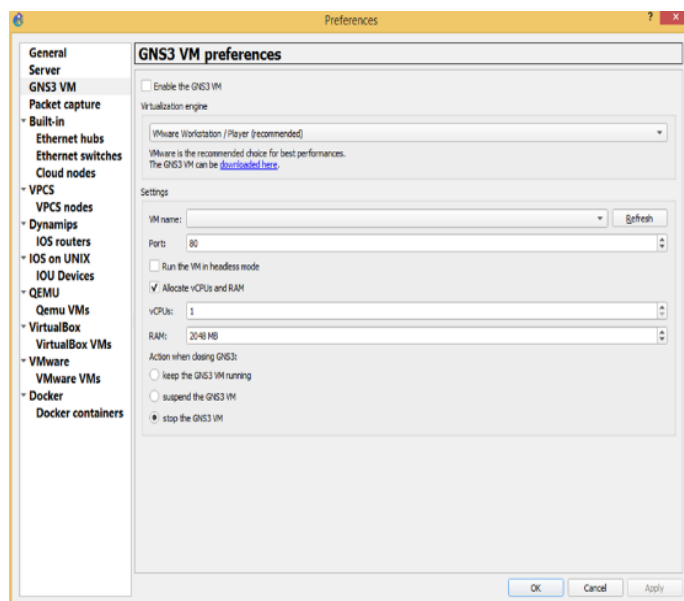 Preferences
?
General
Server
GNS3 VM
Packet capture
Built-in
Ethernet hubs
Ethernet switches
Cloud nodes
VPCS
VPCS nodes
Dynamips
IOS routers
IOS on UNIX
IOU Devices
QEMU
Qemu VMs
VirtualBox
VirtualBox VMs
VMware
VMware VMs
Docker
Docker containers
GNS3 VM preferences
Enable the GNS3 VM
Virtualization engine
VMware Workstation / Player (recommended)
VMware is the recommended choice for best performances.
The GNS3 VM can be downloaded here.
Settings
VM name:
Refresh
Port: 80
Run the VM in headless mode
Allocate vCPUs and RAM
vCPUs: 1
RAM: 2048 MB
Action when closing GNS3:
keep the GNS3 VM running
suspend the GNS3 VM
stop the GNS3 VM
OK Cancel Apply